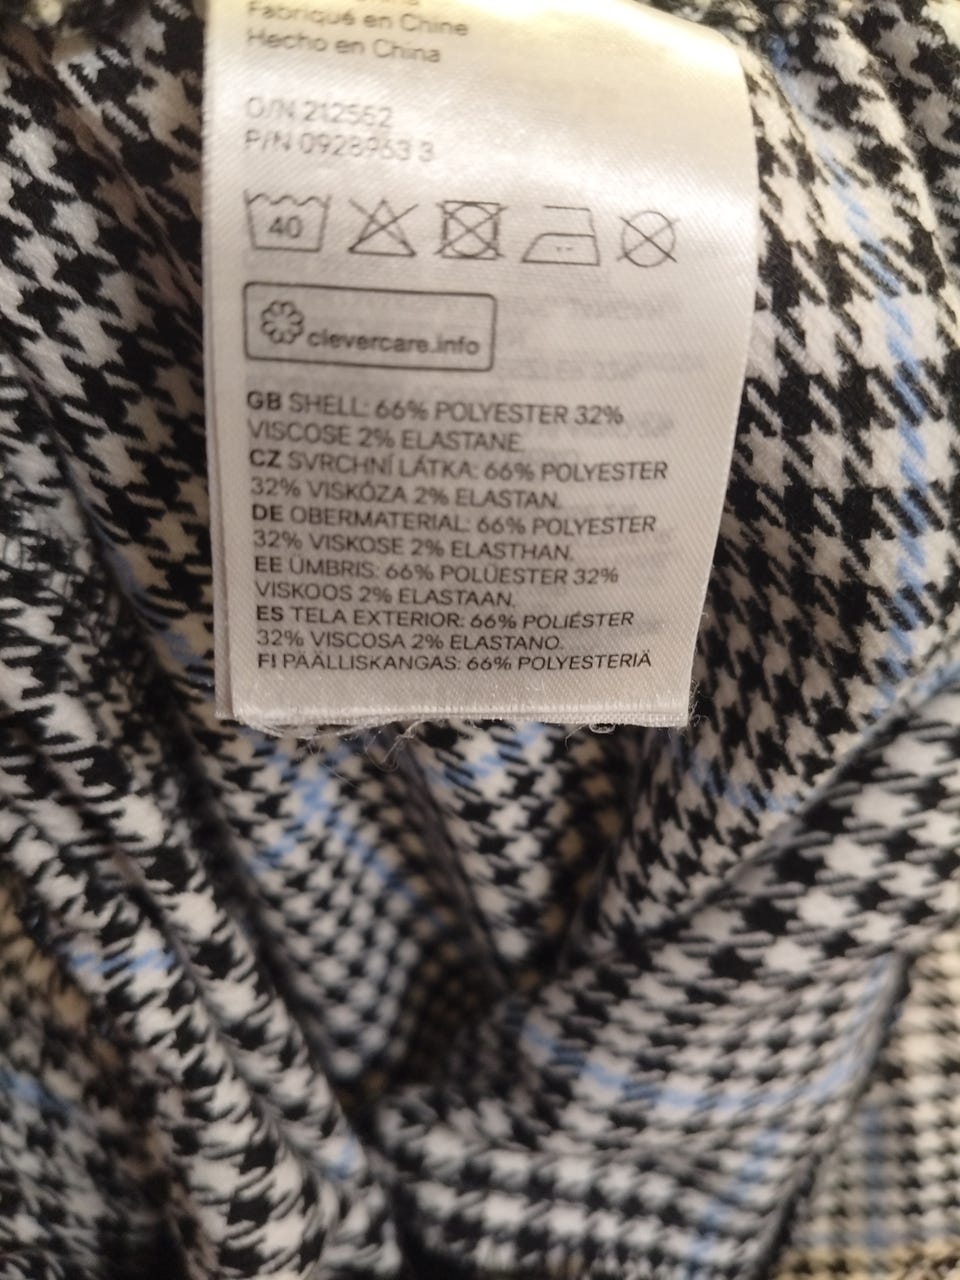 Fabriqué en Chine
Hecho en China
O/N 212552
P/N 0928963 3
40
clevercare.info
GB SHELL: 66% POLYESTER 32%
VISCOSE 2% ELASTANE
CZ SVRCHNÍ LÁTKA: 66% POLYESTER
32% VISKÓZA 2% ELASTAN.
DE OBERMATERIAL: 66% POLYESTER
32% VISKOSE 2% ELASTHAN.
EE ÜMBRIS: 66% POLÜESTER 32%
VISKOOS 2% ELASTAAN.
ES TELA EXTERIOR: 66% POLIÉSTER
32% VISCOSA 2% ELASTANO.
FI PÄÄLLISKANGAS: 66% POLYESTERIÄ